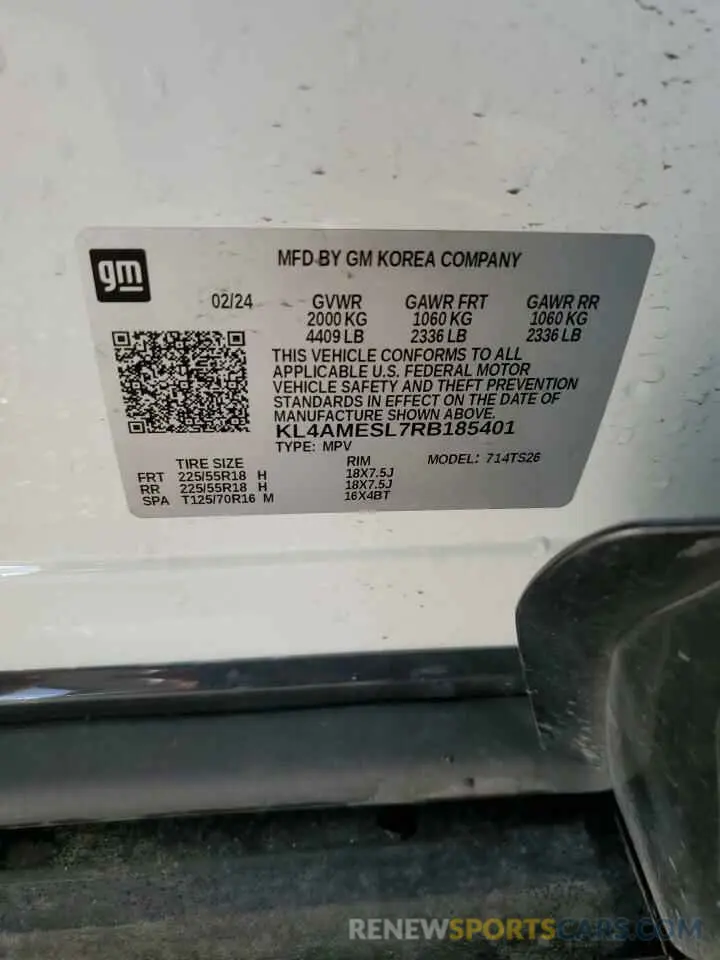 gm
MFD BY GM KOREA COMPANY
02/24 GVWR GAWR FRT GAWR RR
2000 KG 1060 KG 1060 KG
4409 LB 2336 LB 2336 LB
THIS VEHICLE CONFORMS TO ALL
APPLICABLE U.S. FEDERAL MOTOR
VEHICLE SAFETY AND THEFT PREVENTION
STANDARDS IN EFFECT ON THE DATE OF
MANUFACTURE SHOWN ABOVE.
KL4AMESL7RB185401
TYPE: MPV MODEL: 714TS26
TIRE SIZE RIM
FRT 225/55R18 H 18X7.5J
RR 225/55R18 H 18X7.5J
SPA T125/70R16 M 16X4BT
RENEWSPORTSCARS.COM